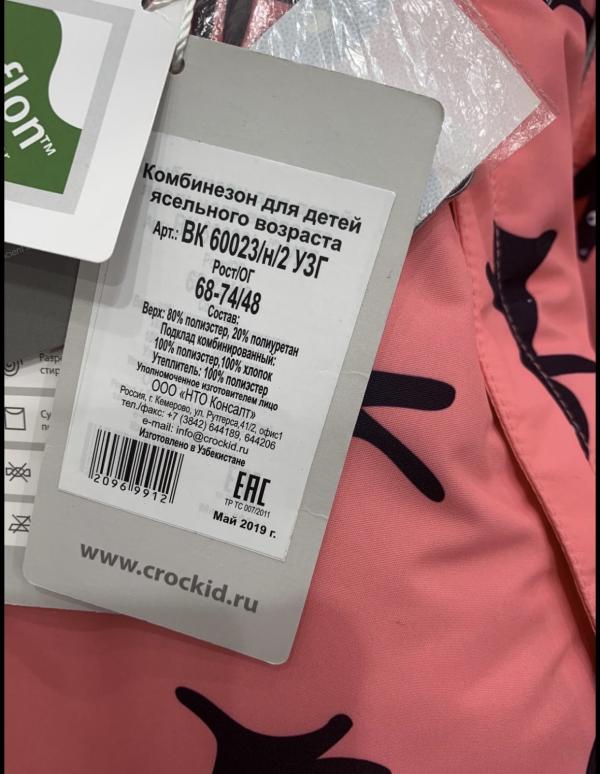 flon™
Комбинезон для детей
ясельного возраста
Арт.: ВК 60023/н/2 УЗГ
Рост/ОГ
68-74/48
Состав:
Верх: 80% полиэстер, 20% полиуретан
Подклад комбинированный:
100% полиэстер,100% хлопок
Утеплитель: 100% полиэстер
Уполномоченное изготовителем лицо
ООО «НТО Консалт»
Россия, г. Кемерово, ул. Рутгерса,41/2, офис1
тел./факс: +7 (3842) 644189, 644206
e-mail: info@crockid.ru
Изготовлено в Узбекистане
20969912
ЕАС
ТР ТС 007/2011
Май 2019 г.
www.crockid.ru